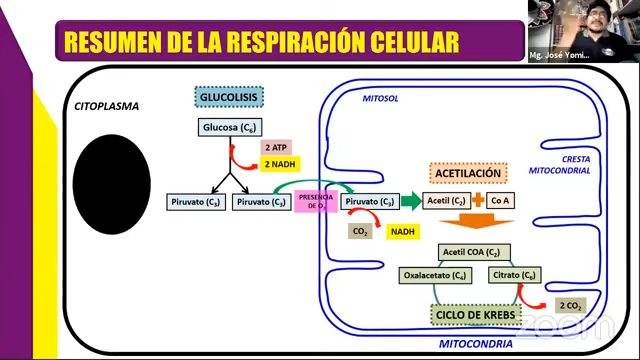 RESUMEN DE LA RESPIRACIÓN CELULAR
Mg. José Yomi...
CITOPLASMA
GLUCOLISIS
Glucosa (C6)
2 ATP
2 NADH
Piruvato (C3)
Piruvato (C3)
PRESENCIA
DE O2
MITOSOL
CRESTA
MITOCONDRIAL
Piruvato (C3)
CO2
NADH
ACETILACIÓN
Acetil (C2)
Co A
Acetil COA (C2)
Oxalacetato (C4)
Citrato (C6)
2 CO2
CICLO DE KREBS
MITOCONDRIA
zoom